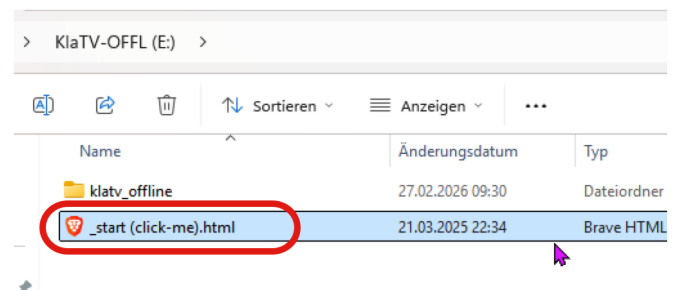 > KlaTV-OFFL (E:) >
A Sortieren Anzeigen ...
Name Änderungsdatum Typ
klatv_offline 27.02.2026 09:30 Dateiordner
_start (click-me).html 21.03.2025 22:34 Brave HTML